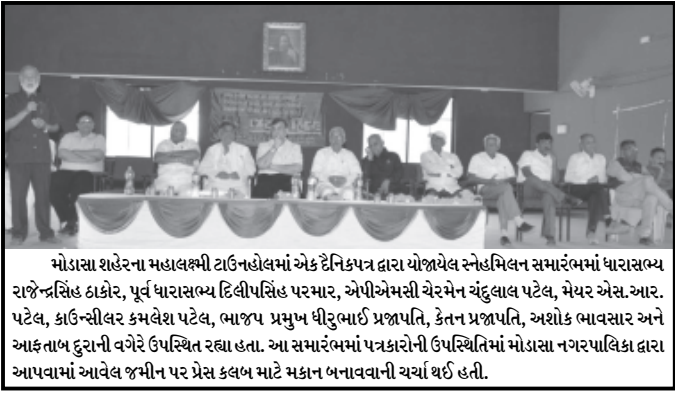 મોડાસા શહેરના મહાલક્ષ્મી ટાઉનહોલમાં એક દૈનિકપત્ર દ્વારા યોજાયેલ સ્નેહમિલન સમારંભમાં ધારાસભ્ય
રાજેન્દ્રસિંહ ઠાકોર, પૂર્વ ધારાસભ્ય દિલીપસિંહ પરમાર, એપીએમસી ચેરમેન ચંદુલાલ પટેલ, મેયર એસ.આર.
પટેલ, કાઉન્સીલર કમલેશ પટેલ, ભાજપ પ્રમુખ ધીરુભાઈ પ્રજાપતિ, કેતન પ્રજાપતિ, અશોક ભાવસાર અને
આફતાબ દુરાની વગેરે ઉપસ્થિત રહ્યા હતા. આ સમારંભમાં પત્રકારોની ઉપસ્થિતિમાં મોડાસા નગરપાલિકા દ્વારા
આપવામાં આવેલ જમીન પર પ્રેસ કલબ માટે મકાન બનાવવાની ચર્ચા થઈ હતી.